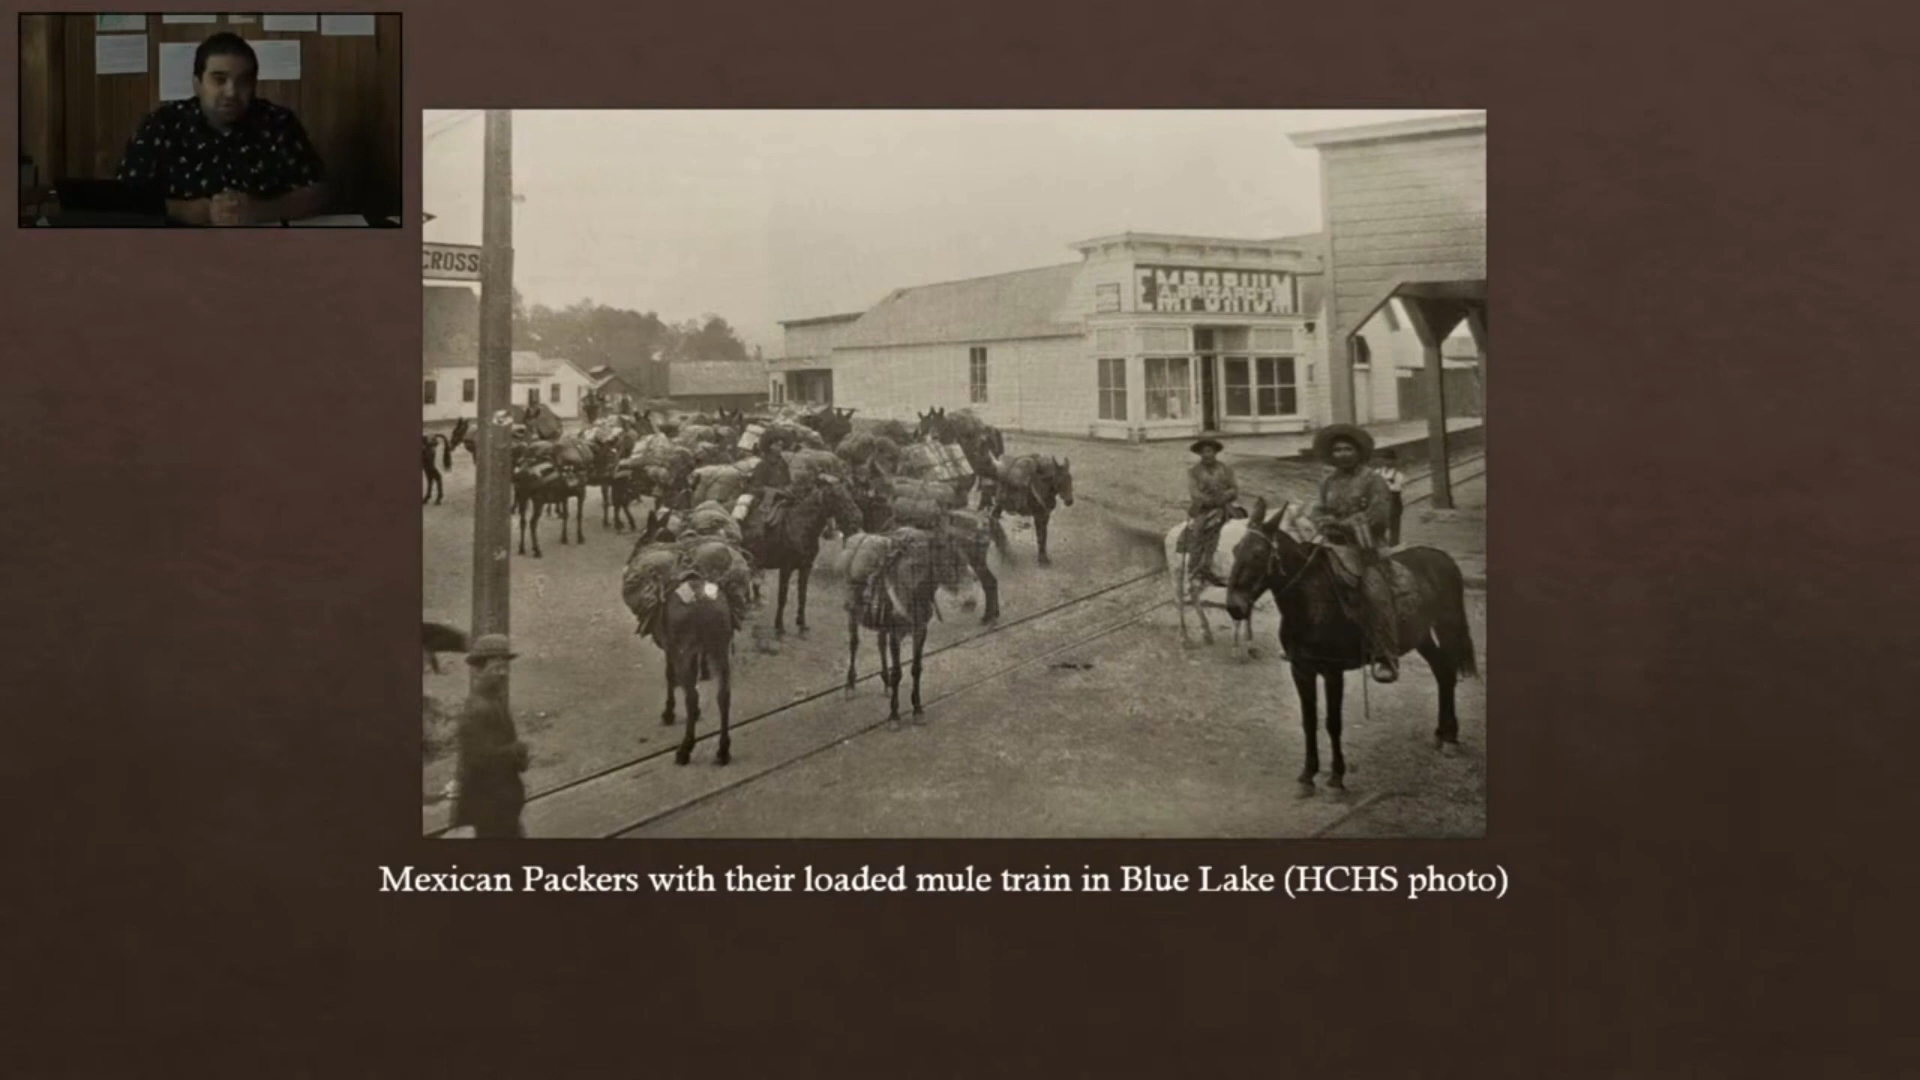 CROSS
EMPORIUM
Mexican Packers with their loaded mule train in Blue Lake (HCHS photo)